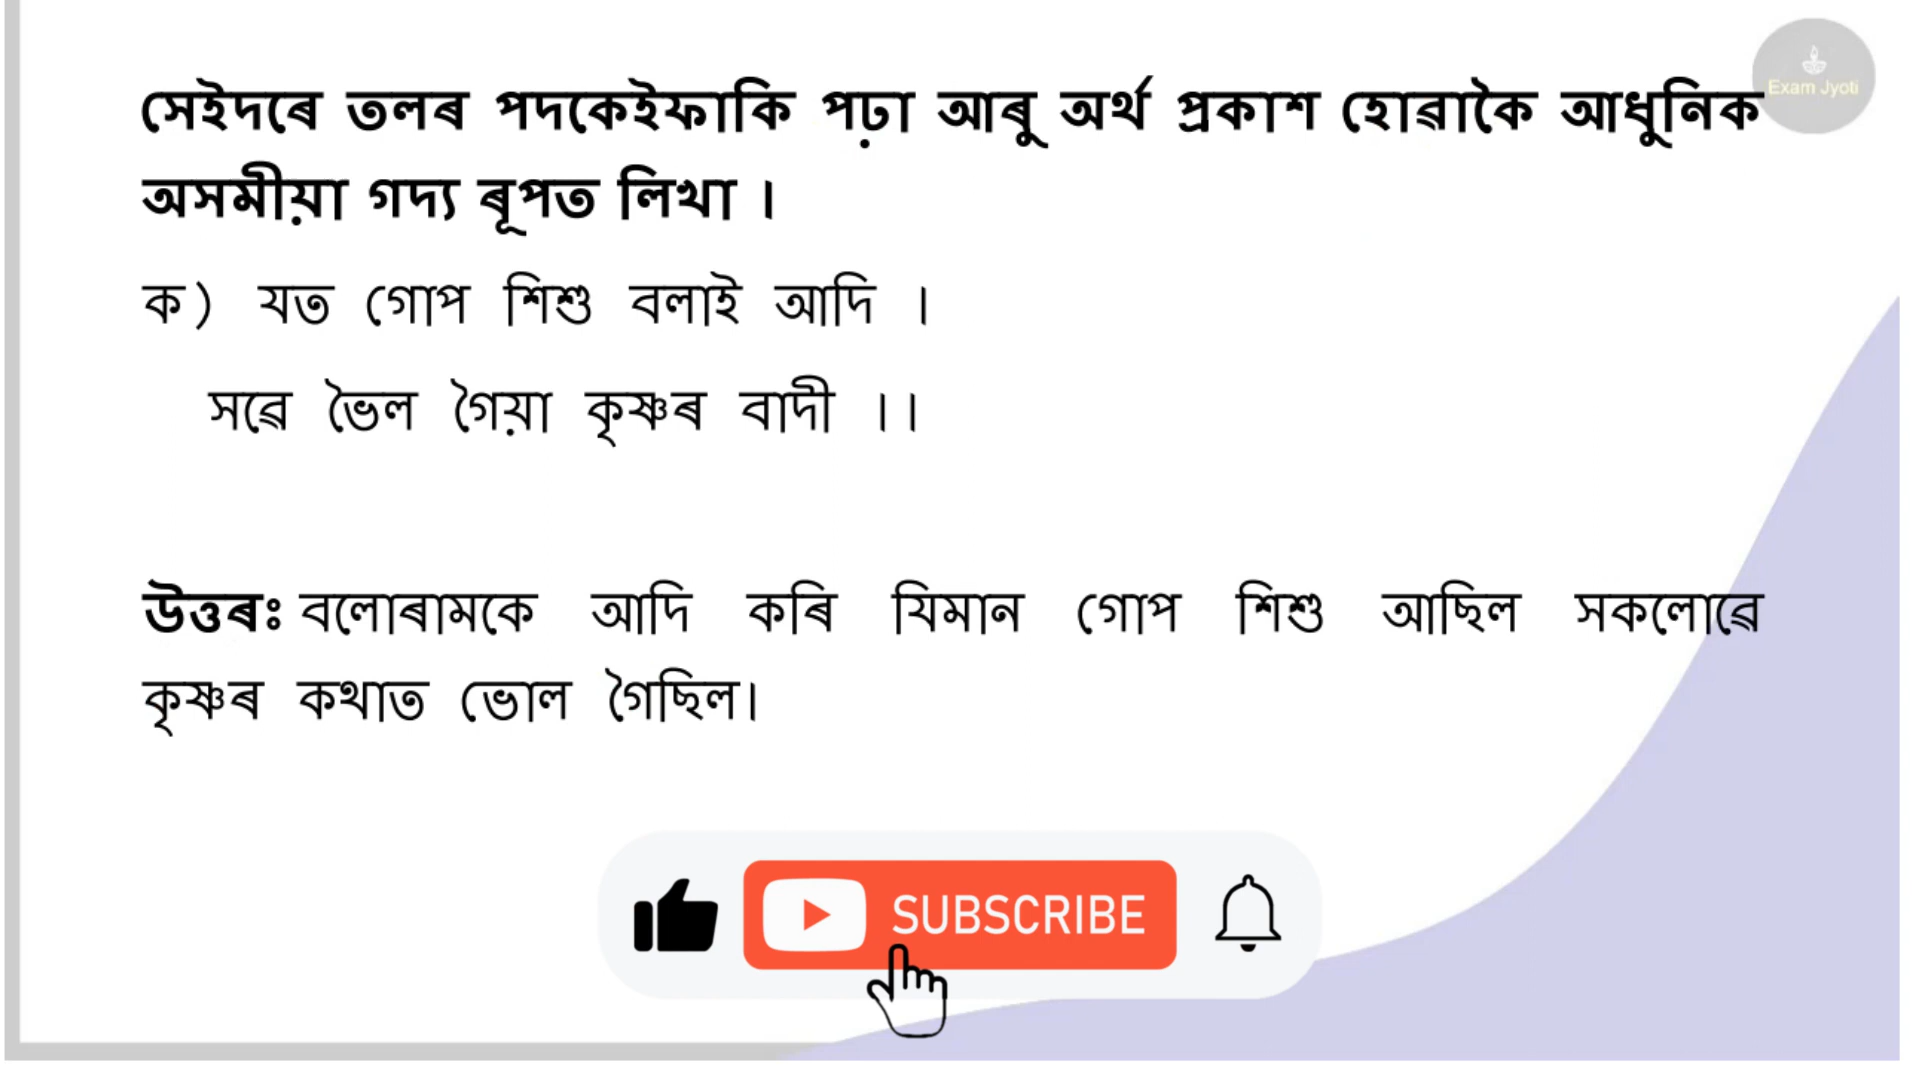 Exam Jyoti
সেইদৰে তলৰ পদকেইফাকি পঢ়া আৰু অৰ্থ প্ৰকাশ হোৱাকৈ আধুনিক
অসমীয়া গদ্য ৰূপত লিখা ।
ক) যত গোপ শিশু বলাই আদি ।
সৱে ভৈল গৈয়া কৃষ্ণৰ বাদী ।।
উত্তৰঃ বলোৰামকে আদি কৰি যিমান গোপ শিশু আছিল সকলোৱে
কৃষ্ণৰ কথাত ভোল গৈছিল।
SUBSCRIBE